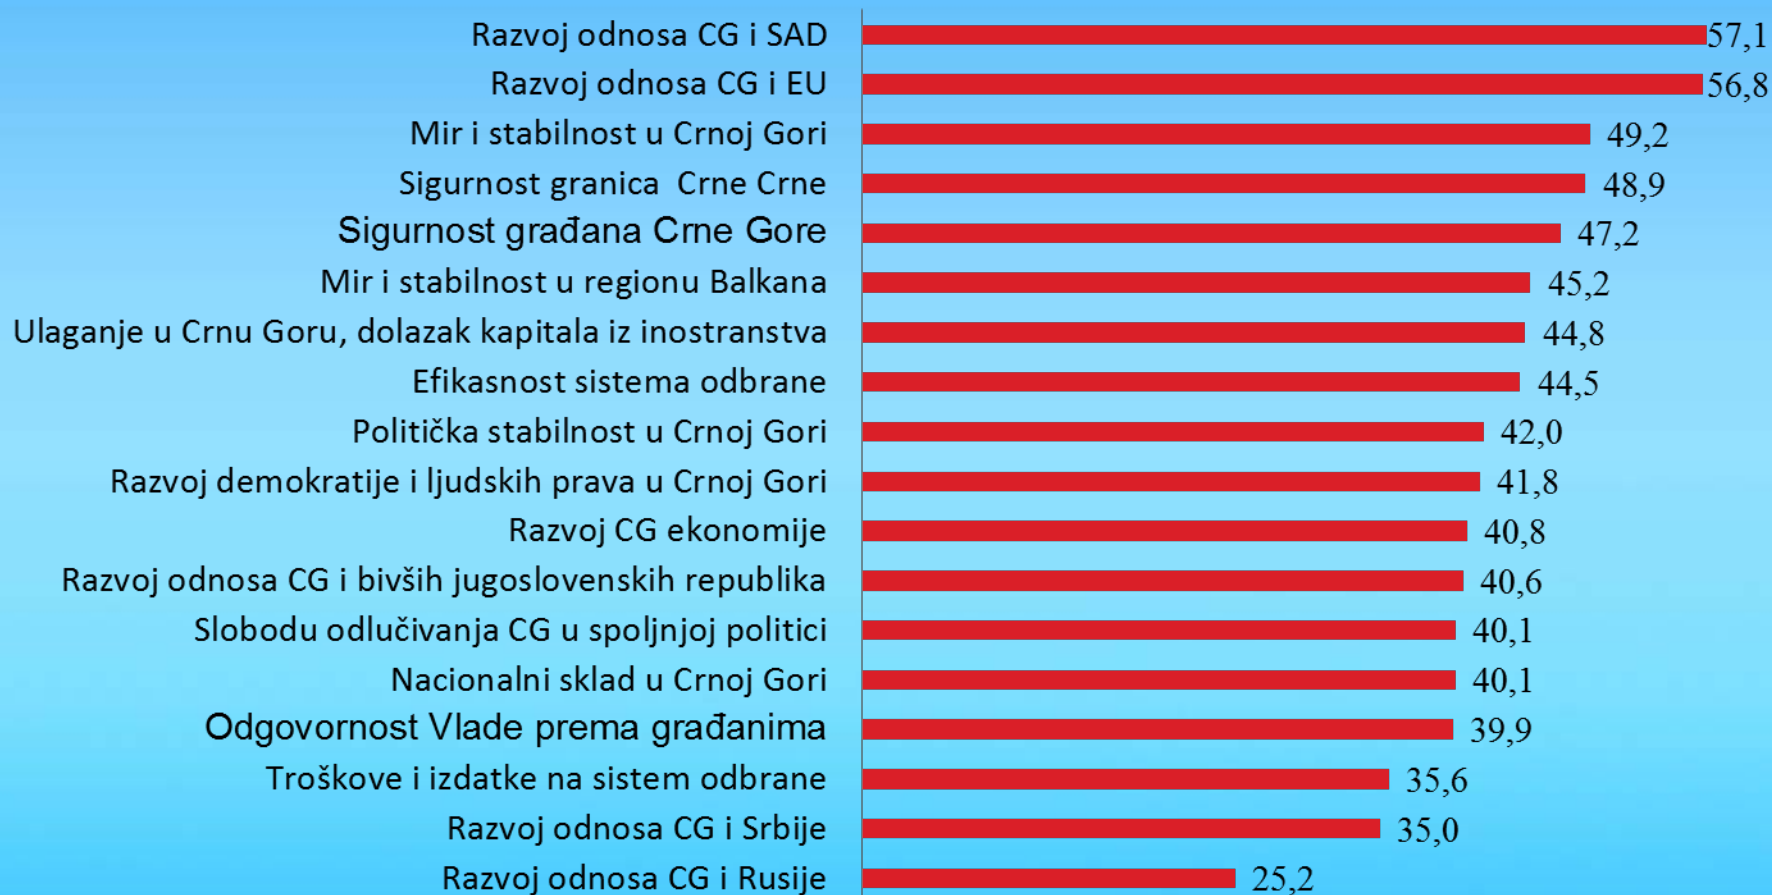 Razvoj odnosa CG i SAD 57,1
Razvoj odnosa CG i EU 56,8
Mir i stabilnost u Crnoj Gori 49,2
Sigurnost granica  Crne Crne 48,9
Sigurnost građana Crne Gore 47,2
Mir i stabilnost u regionu Balkana 45,2
Ulaganje u Crnu Goru, dolazak kapitala iz inostranstva 44,8
Efikasnost sistema odbrane 44,5
Politička stabilnost u Crnoj Gori 42,0
Razvoj demokratije i ljudskih prava u Crnoj Gori 41,8
Razvoj CG ekonomije 40,8
Razvoj odnosa CG i bivših jugoslovenskih republika 40,6
Slobodu odlučivanja CG u spoljnjoj politici 40,1
Nacionalni sklad u Crnoj Gori 40,1
Odgovornost Vlade prema građanima 39,9
Troškove i izdatke na sistem odbrane 35,6
Razvoj odnosa CG i Srbije 35,0
Razvoj odnosa CG i Rusije 25,2